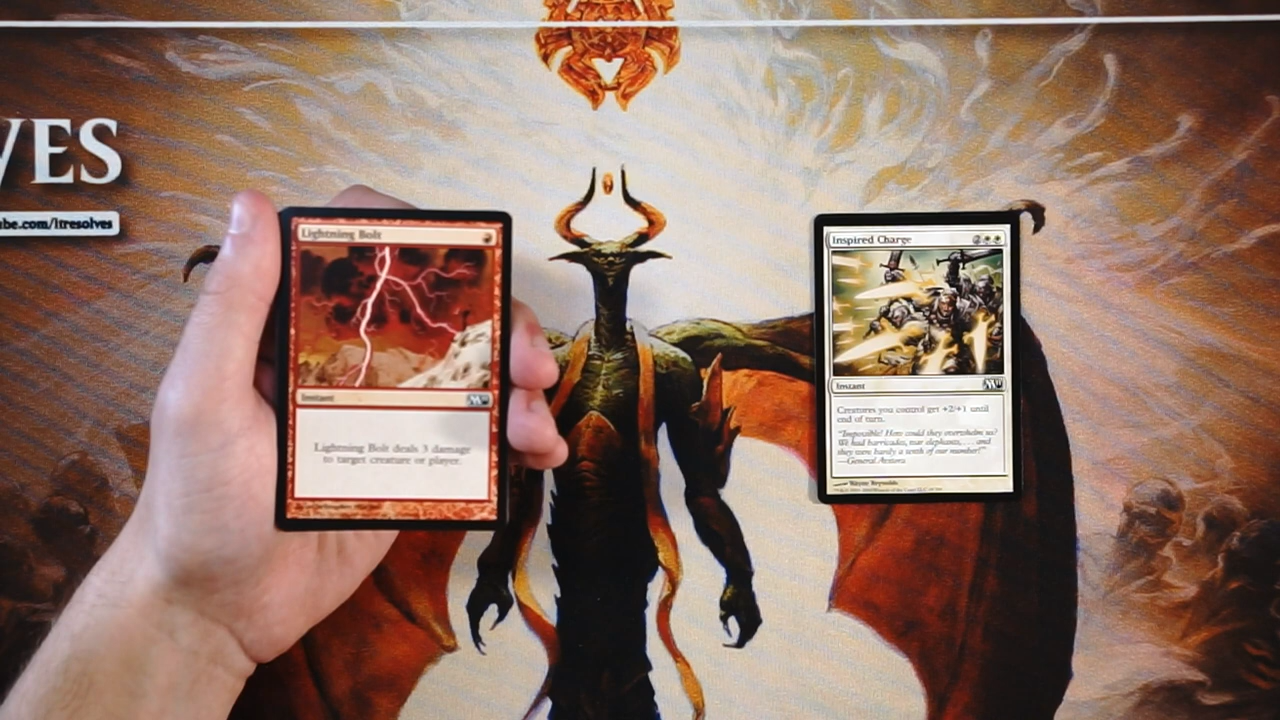 VES
ube.com/itresolves
Lightning Bolt
Instant
Lightning Bolt deals 3 damage
to target creature or player.
Inspired Charge
2
Instant
M11
Creatures you control get +2/+1 until
end of turn.
"Impossible! How could they overwhelm us?
We had barricades, war elephants, . . . and
they were barely a tenth of our number!"
—General Avitora
Wayne Reynolds